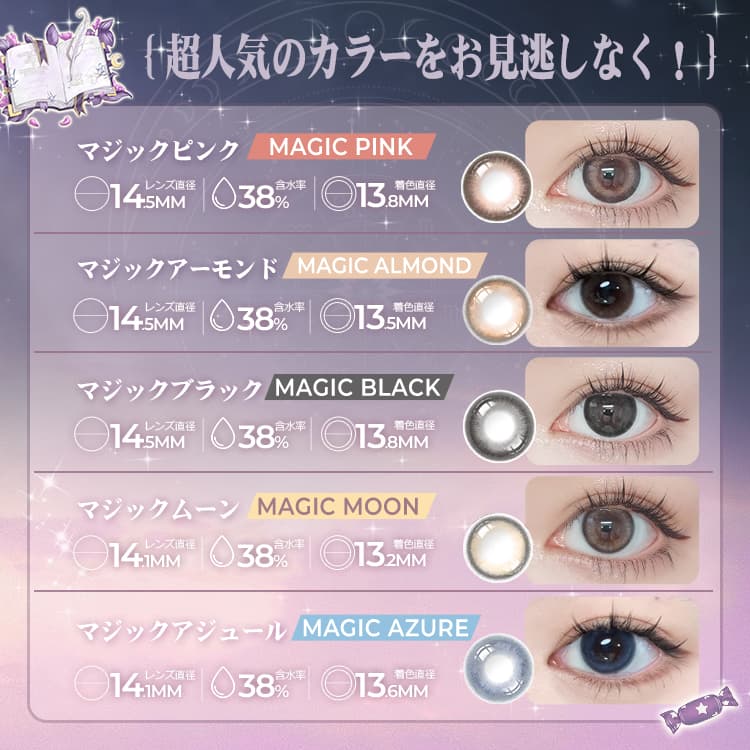 {超人気のカラーをお見逃しなく！}
マジックピンク MAGIC PINK
レンズ直径 14.5MM 含水率 38% 着色直径 13.8MM
マジックアーモンド MAGIC ALMOND
レンズ直径 14.5MM 含水率 38% 着色直径 13.5MM
マジックブラック MAGIC BLACK
レンズ直径 14.5MM 含水率 38% 着色直径 13.8MM
マジックムーン MAGIC MOON
レンズ直径 14.1MM 含水率 38% 着色直径 13.2MM
マジックアジュール MAGIC AZURE
レンズ直径 14.1MM 含水率 38% 着色直径 13.6MM